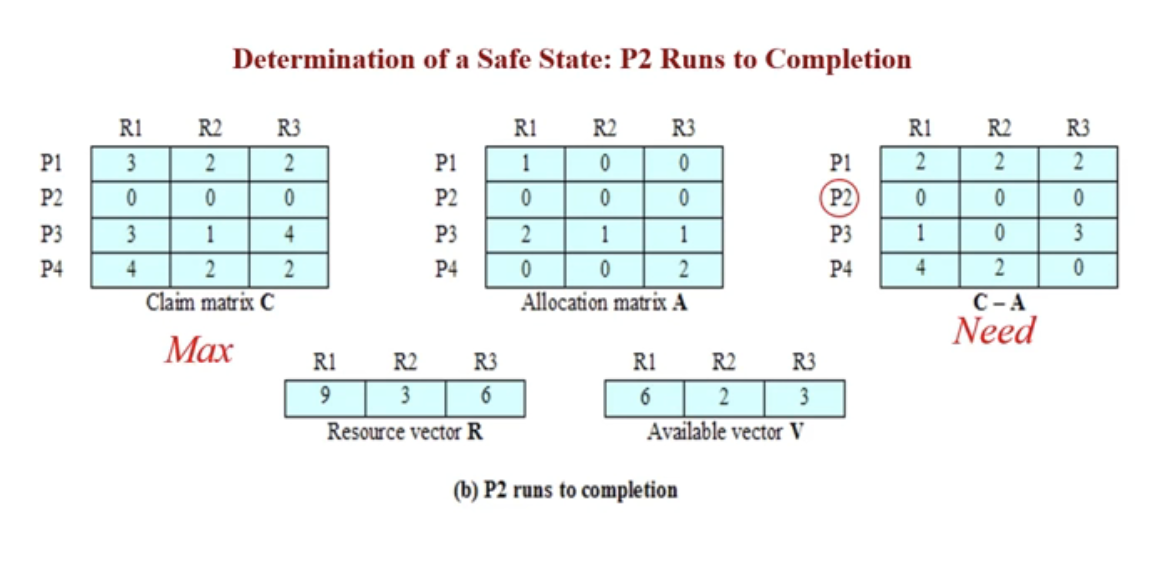 Determination of a Safe State: P2 Runs to Completion
R1 R2 R3
P1 3 2 2
P2 0 0 0
P3 3 1 4
P4 4 2 2
Claim matrix C
Max
R1 R2 R3
P1 1 0 0
P2 0 0 0
P3 2 1 1
P4 0 0 2
Allocation matrix A
R1 R2 R3
P1 2 2 2
P2 0 0 0
P3 1 0 3
P4 4 2 0
C – A
Need
R1 R2 R3
9 3 6
Resource vector R
R1 R2 R3
6 2 3
Available vector V
(b) P2 runs to completion